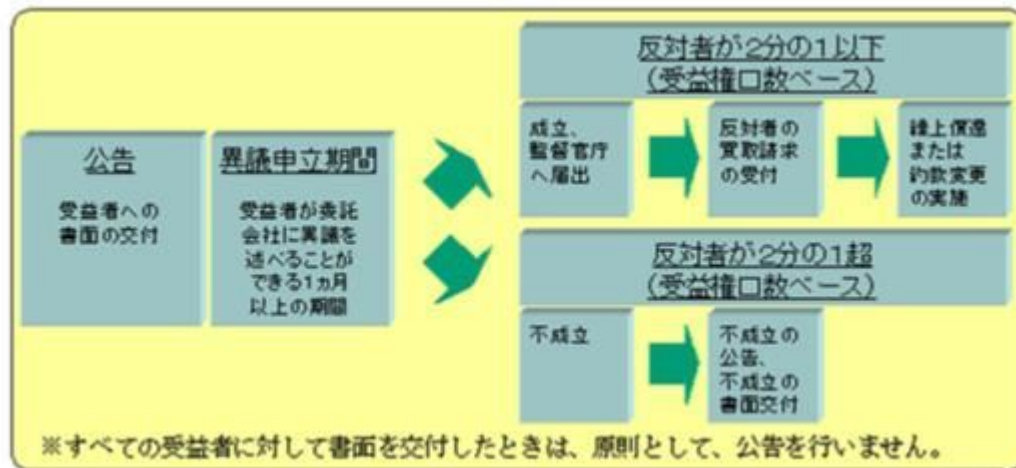 公告
受益者への
書面の交付
異議申立期間
受益者が委託
会社に異議を
述べることが
できる1ヵ月
以上の期間
反対者が2分の1以下
(受益権口数ベース)
成立、
監督官庁
へ届出
反対者の
買取請求
の受付
繰上償還
または
約款変更
の実施
反対者が2分の1超
(受益権口数ベース)
不成立
不成立の
公告、
不成立の
書面交付
※すべての受益者に対して書面を交付したときは、原則として、公告を行いません。